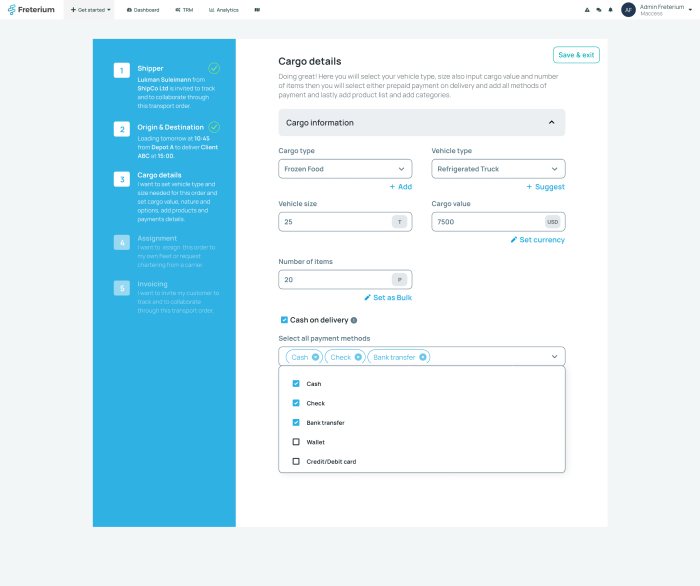 Freterium
Get started
Dashboard
TRM
Analytics
AF
Admin Freterium
Maccess
Save & exit
1
Shipper
Lukman Suleimann from
ShipCo Ltd is invited to track
and to collaborate through
this transport order.
2
Origin & Destination
Loading tomorrow at 10:45
from Depot A to deliver Client
ABC at 15:00.
3
Cargo details
I want to set vehicle type and
size needed for this order and
set cargo value, nature and
options, add products and
payments details.
4
Assignment
I want to assign this order to
my own fleet or request
chartering from a carrier.
5
Invoicing
I want to invite my customer to
track and to collaborate
through this transport order
Cargo details
Doing great! Here you will select your vehicle type, size also input cargo value and number
of items then you will select either prepaid payment on delivery and add all methods of
payment and lastly add product list and add categories.
Cargo information
Cargo type
Vehicle type
Frozen Food
Refrigerated Truck
+ Add
+ Suggest
Vehicle size
Cargo value
25
T
7500
USD
Set currency
Number of items
20
P
Set as Bulk
Cash on delivery
Select all payment methods
Cash
Check
Bank transfer
Cash
Check
Bank transfer
Wallet
Credit/Debit card